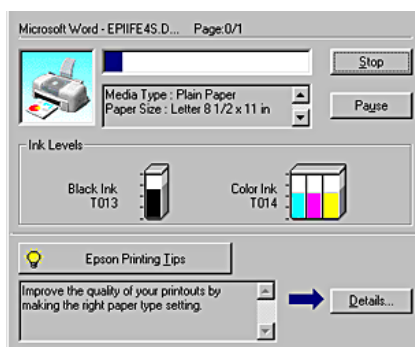 Microsoft Word - EPIIFE4S.D... Page:0/1
Stop
Media Type : Plain Paper
Paper Size : Letter 8 1/2 x 11 in
Pause
Ink Levels
Black Ink
T013
Color Ink
T014
Epson Printing Tips
Improve the quality of your printouts by
making the right paper type setting.
Details...